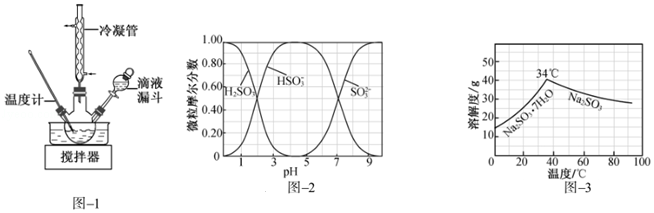 冷凝管
温度计
滴液
漏斗
搅拌器
图-1
微粒摩尔分数
1.00
0.80
0.60
0.40
0.20
0
H₂SO₃
HSO₃⁻
SO₃²⁻
1 3 5 7 9
pH
图-2
溶解度/g
50
40
30
20
10
34℃
Na₂SO₃·7H₂O
Na₂SO₃
0 20 40 60 80 100
温度/℃
图-3